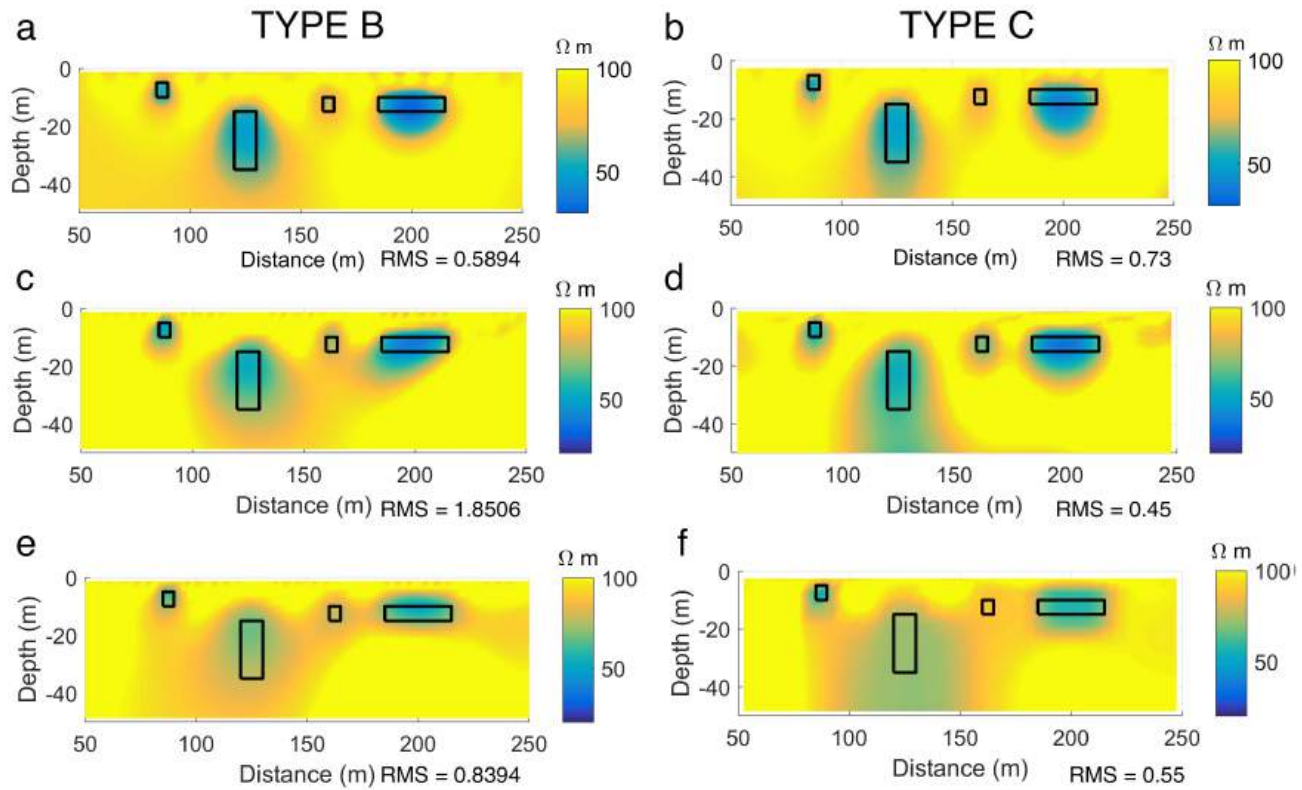 TYPE B
TYPE C
a
Ω m
0
-20
-40
Depth (m)
50 100 150 200 250
Distance (m) RMS = 0.5894
100
50
b
Ω m
0
-20
-40
Depth (m)
50 100 150 200 250
Distance (m) RMS = 0.73
100
50
c
0
-20
-40
Depth (m)
50 100 150 200 250
Distance (m) RMS = 1.8506
Ω m
100
50
d
0
-20
-40
Depth (m)
50 100 150 200 250
Distance (m) RMS = 0.45
Ω m
100
50
e
0
-20
-40
Depth (m)
50 100 150 200 250
Distance (m) RMS = 0.8394
Ω m
100
50
f
0
-20
-40
Depth (m)
50 100 150 200 250
Distance (m) RMS = 0.55
Ω m
100
50